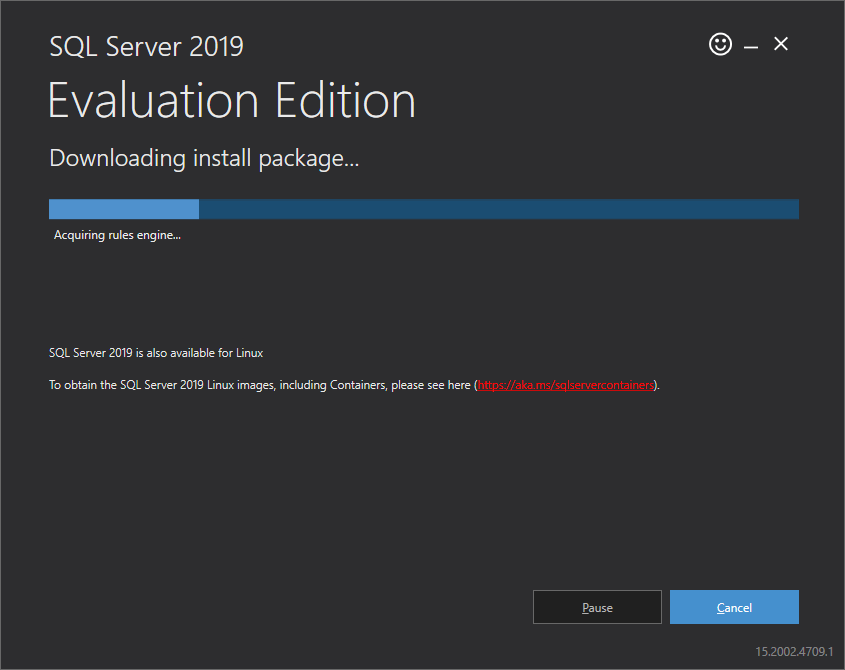 SQL Server 2019
Evaluation Edition
Downloading install package...
Acquiring rules engine...
SQL Server 2019 is also available for Linux
To obtain the SQL Server 2019 Linux images, including Containers, please see here (https://aka.ms/sqlservercontainers).
Pause
Cancel
15.2002.4709.1